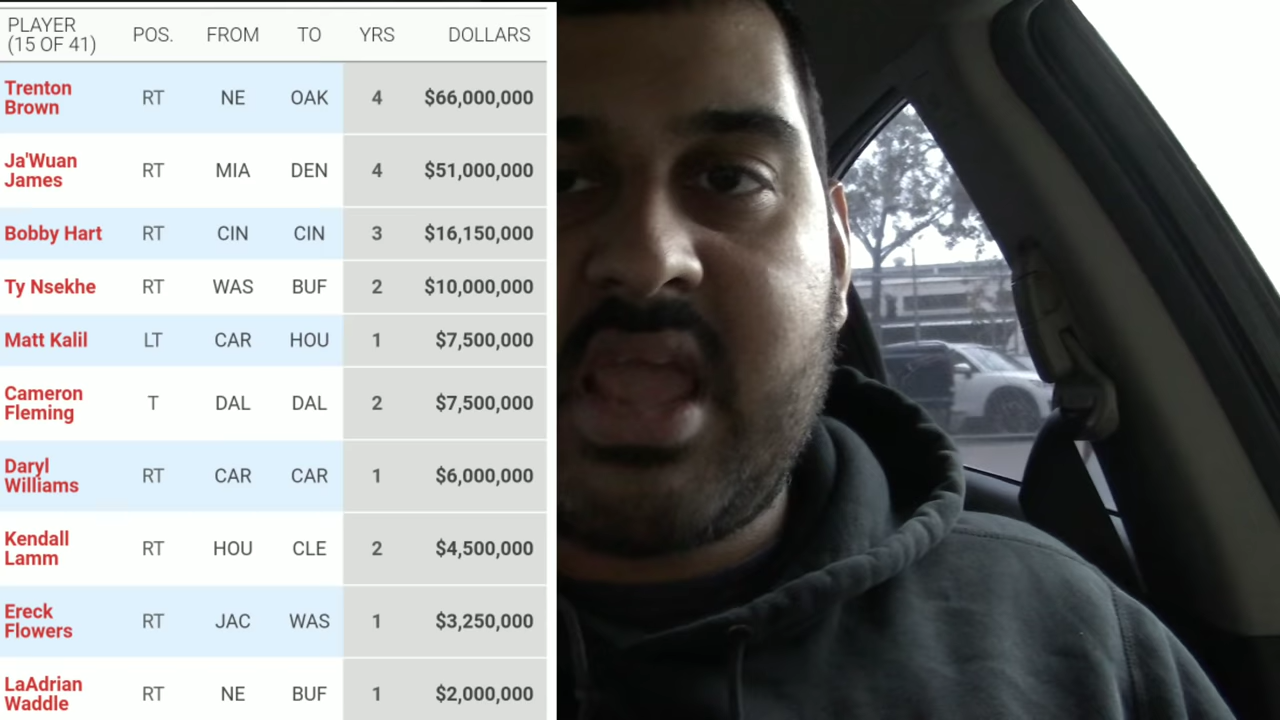 PLAYER
(15 OF 41) POS. FROM TO YRS DOLLARS
Trenton
Brown RT NE OAK 4 $66,000,000
Ja'Wuan
James RT MIA DEN 4 $51,000,000
Bobby Hart RT CIN CIN 3 $16,150,000
Ty Nsekhe RT WAS BUF 2 $10,000,000
Matt Kalil LT CAR HOU 1 $7,500,000
Cameron
Fleming T DAL DAL 2 $7,500,000
Daryl
Williams RT CAR CAR 1 $6,000,000
Kendall
Lamm RT HOU CLE 2 $4,500,000
Ereck
Flowers RT JAC WAS 1 $3,250,000
LaAdrian
Waddle RT NE BUF 1 $2,000,000